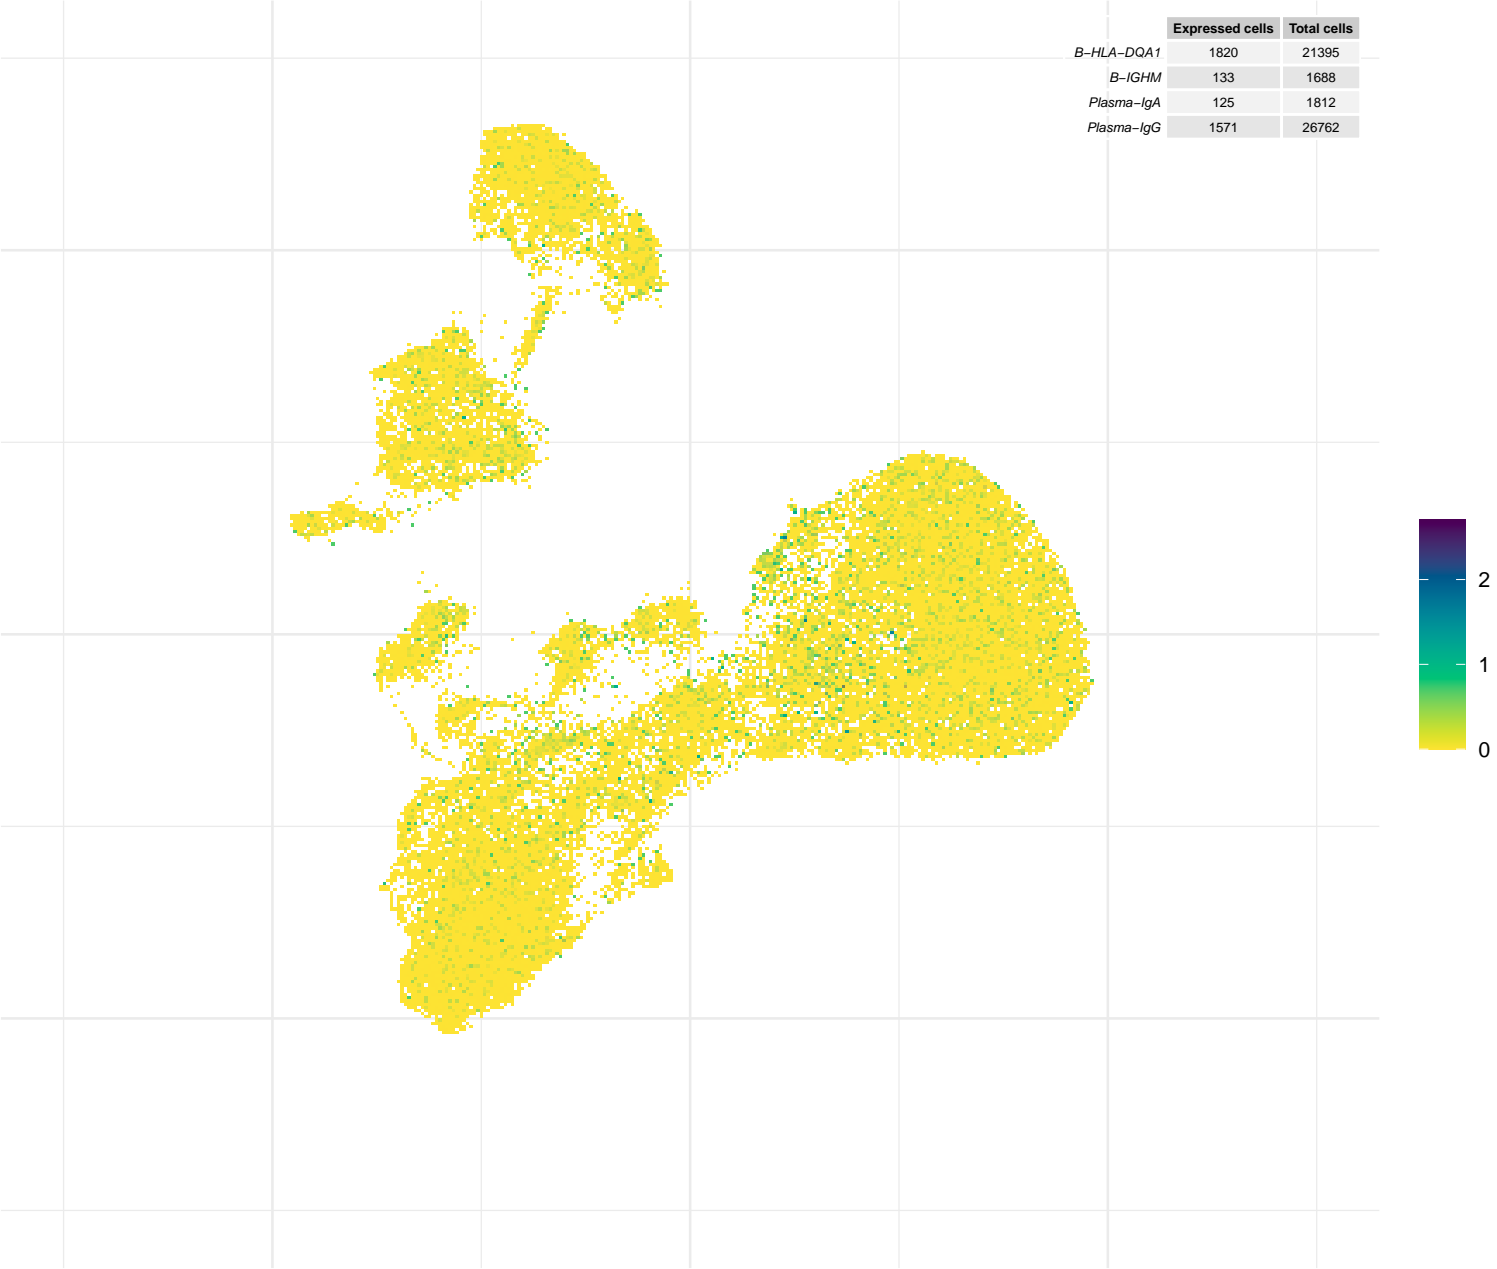 Expressed cells Total cells
B−HLA−DQA1 1820 21395
B−IGHM 133 1688
Plasma−IgA 125 1812
Plasma−IgG 1571 26762
2
1
0